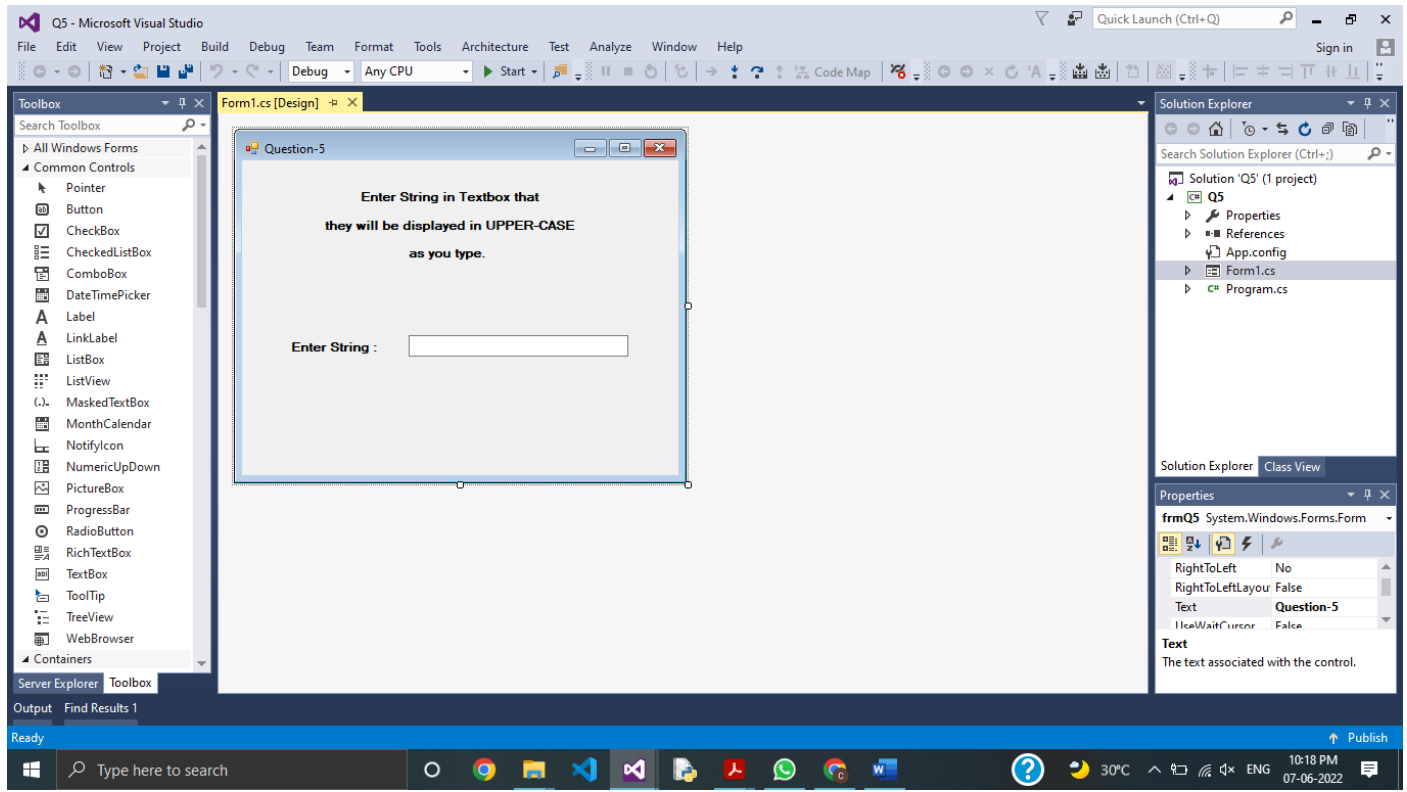 Q5 - Microsoft Visual Studio
Quick Launch (Ctrl+Q)
File Edit View Project Build Debug Team Format Tools Architecture Test Analyze Window Help
Sign in
Debug Any CPU Start Code Map
Toolbox
Search Toolbox
All Windows Forms
Common Controls
Pointer
Button
CheckBox
CheckedListBox
ComboBox
DateTimePicker
Label
LinkLabel
ListBox
ListView
MaskedTextBox
MonthCalendar
NotifyIcon
NumericUpDown
PictureBox
ProgressBar
RadioButton
RichTextBox
TextBox
ToolTip
TreeView
WebBrowser
Containers
Server Explorer Toolbox
Form1.cs [Design]
Question-5
Enter String in Textbox that
they will be displayed in UPPER-CASE
as you type.
Enter String :
Solution Explorer
Search Solution Explorer (Ctrl+;)
Solution 'Q5' (1 project)
Q5
Properties
References
App.config
Form1.cs
Program.cs
Solution Explorer Class View
Properties
frmQ5 System.Windows.Forms.Form
RightToLeft No
RightToLeftLayou False
Text Question-5
UseWaitCursor False
Text
The text associated with the control.
Output Find Results 1
Ready
Publish
Type here to search
30°C
ENG
10:18 PM
07-06-2022